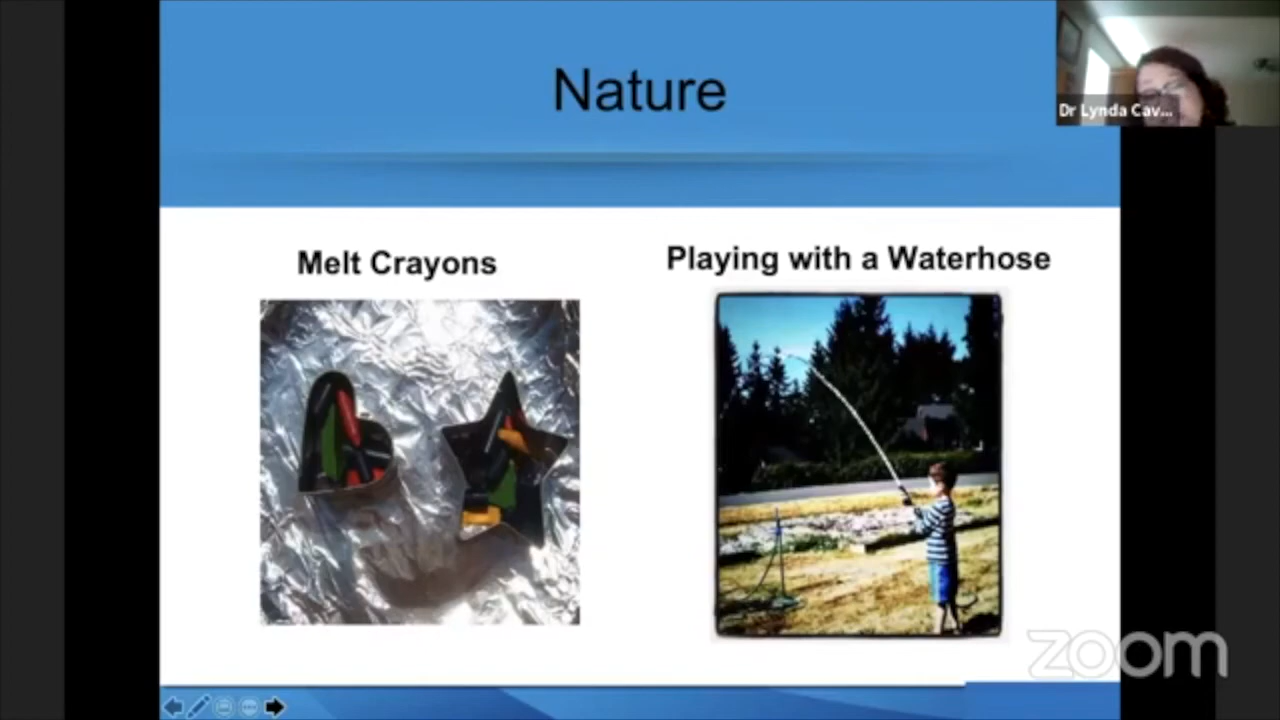 Nature
Dr Lynda Cav...
Melt Crayons
Playing with a Waterhose
zoom